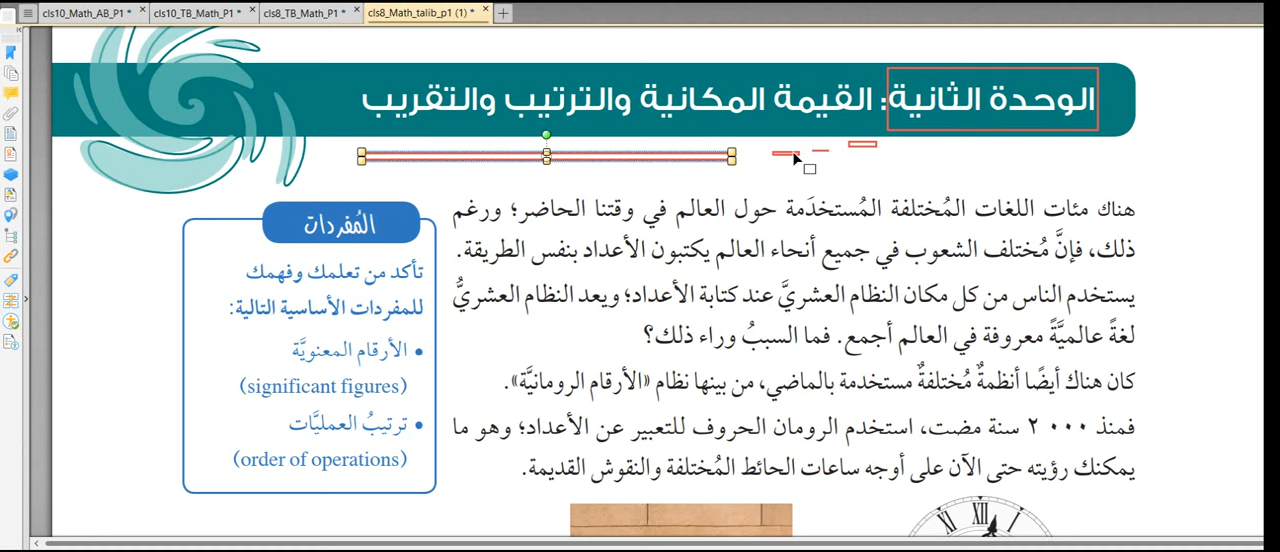 cls10_Math_AB_P1 *
cls10_TB_Math_P1 *
cls8_TB_Math_P1 *
cls8_Math_talib_p1 (1) *
الوحدة الثانية: القيمة المكانية والترتيب والتقريب
هناك مئات اللغات المُختلفة المُستخدَمة حول العالم في وقتنا الحاضر؛ ورغم
ذلك، فإنَّ مُختلف الشعوب في جميع أنحاء العالم يكتبون الأعداد بنفس الطريقة.
يستخدم الناس من كل مكان النظام العشريَّ عند كتابة الأعداد؛ ويعد النظام العشريُّ
لغةً عالميَّةً معروفة في العالم أجمع. فما السببُ وراء ذلك؟
كان هناك أيضًا أنظمةٌ مُختلفةٌ مستخدمة بالماضي، من بينها نظام «الأرقام الرومانيَّة».
فمنذ ٢٠٠٠ سنة مضت، استخدم الرومان الحروف للتعبير عن الأعداد؛ وهو ما
يمكنك رؤيته حتى الآن على أوجه ساعات الحائط المُختلفة والنقوش القديمة.
المُفردات
تأكد من تعلمك وفهمك
للمفردات الأساسية التالية:
• الأرقام المعنويَّة
(significant figures)
• ترتيبُ العمليَّات
(order of operations)
XI XII I